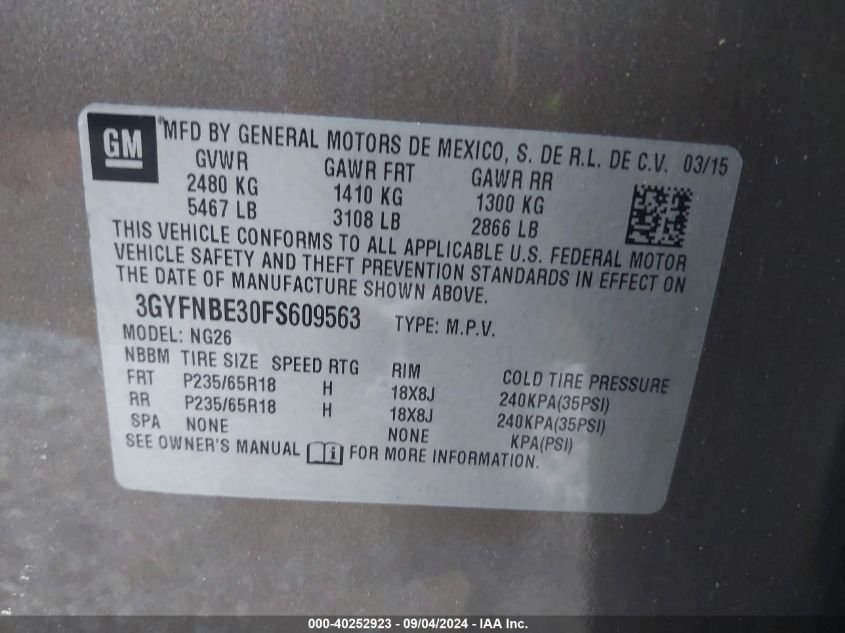 GM
®MFD BY GENERAL MOTORS DE MEXICO, S. DE R.L. DE C.V. 03/15
GVWR GAWR FRT GAWR RR
2480 KG 1410 KG 1300 KG
5467 LB 3108 LB 2866 LB
THIS VEHICLE CONFORMS TO ALL APPLICABLE U.S. FEDERAL MOTOR
VEHICLE SAFETY AND THEFT PREVENTION STANDARDS IN EFFECT ON
THE DATE OF MANUFACTURE SHOWN ABOVE.
3GYFNBE30FS609563 TYPE: M.P.V.
MODEL: NG26
NBBM TIRE SIZE SPEED RTG RIM COLD TIRE PRESSURE
FRT P235/65R18 H 18X8J 240KPA(35PSI)
RR P235/65R18 H 18X8J 240KPA(35PSI)
SPA NONE NONE KPA(PSI)
SEE OWNER'S MANUAL i FOR MORE INFORMATION.
000-40252923 - 09/04/2024 - IAA Inc.